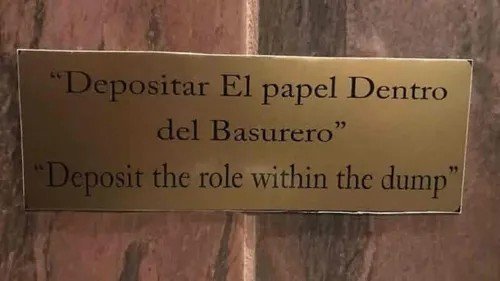 “Depositar El papel Dentro
del Basurero”
“Deposit the role within the dump”